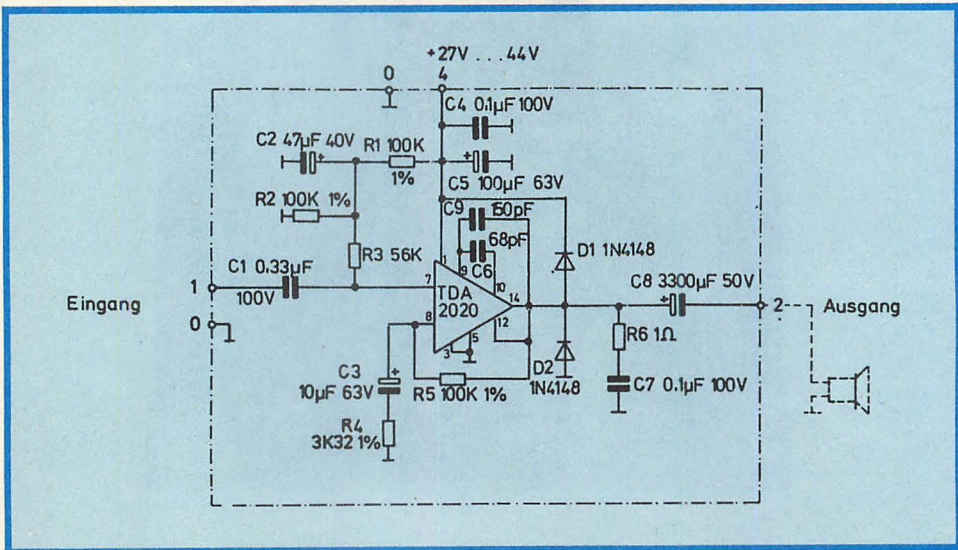 +27V ... 44V
0
4
C4 0.1µF 100V
C2 47µF 40V
+
R1 100K
1%
+
C5 100µF 63V
R2 100K 1%
C9
150pF
68pF
C6
R3 56K
D1 1N4148
C1 0.33µF
100V
C8 3300µF 50V
+
Eingang
1
0
7
1
9
10
14
TDA
2020
8
12
3
5
2
Ausgang
R6 1Ω
D2
1N4148
C3
10µF 63V
+
R5 100K 1%
C7 0.1µF 100V
R4
3K32 1%